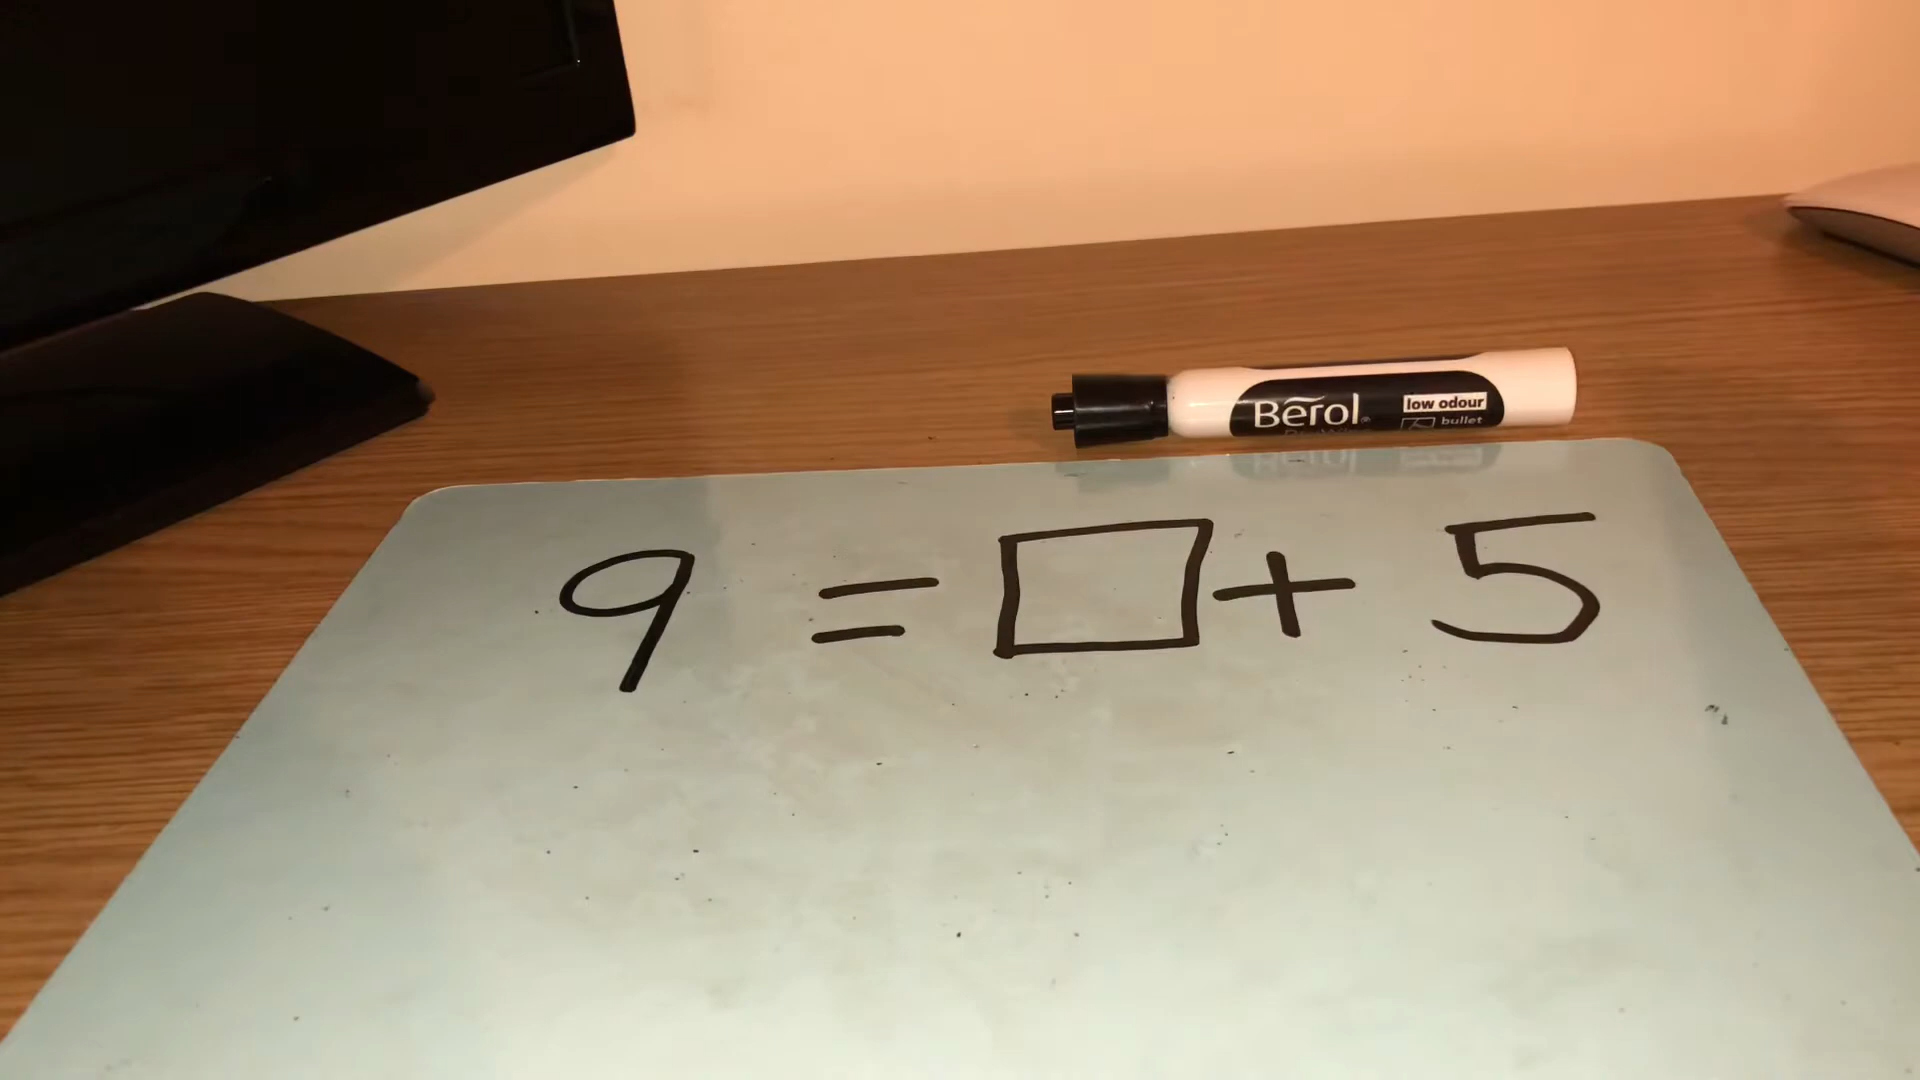 Berol
low odour
bullet
9 = □ + 5